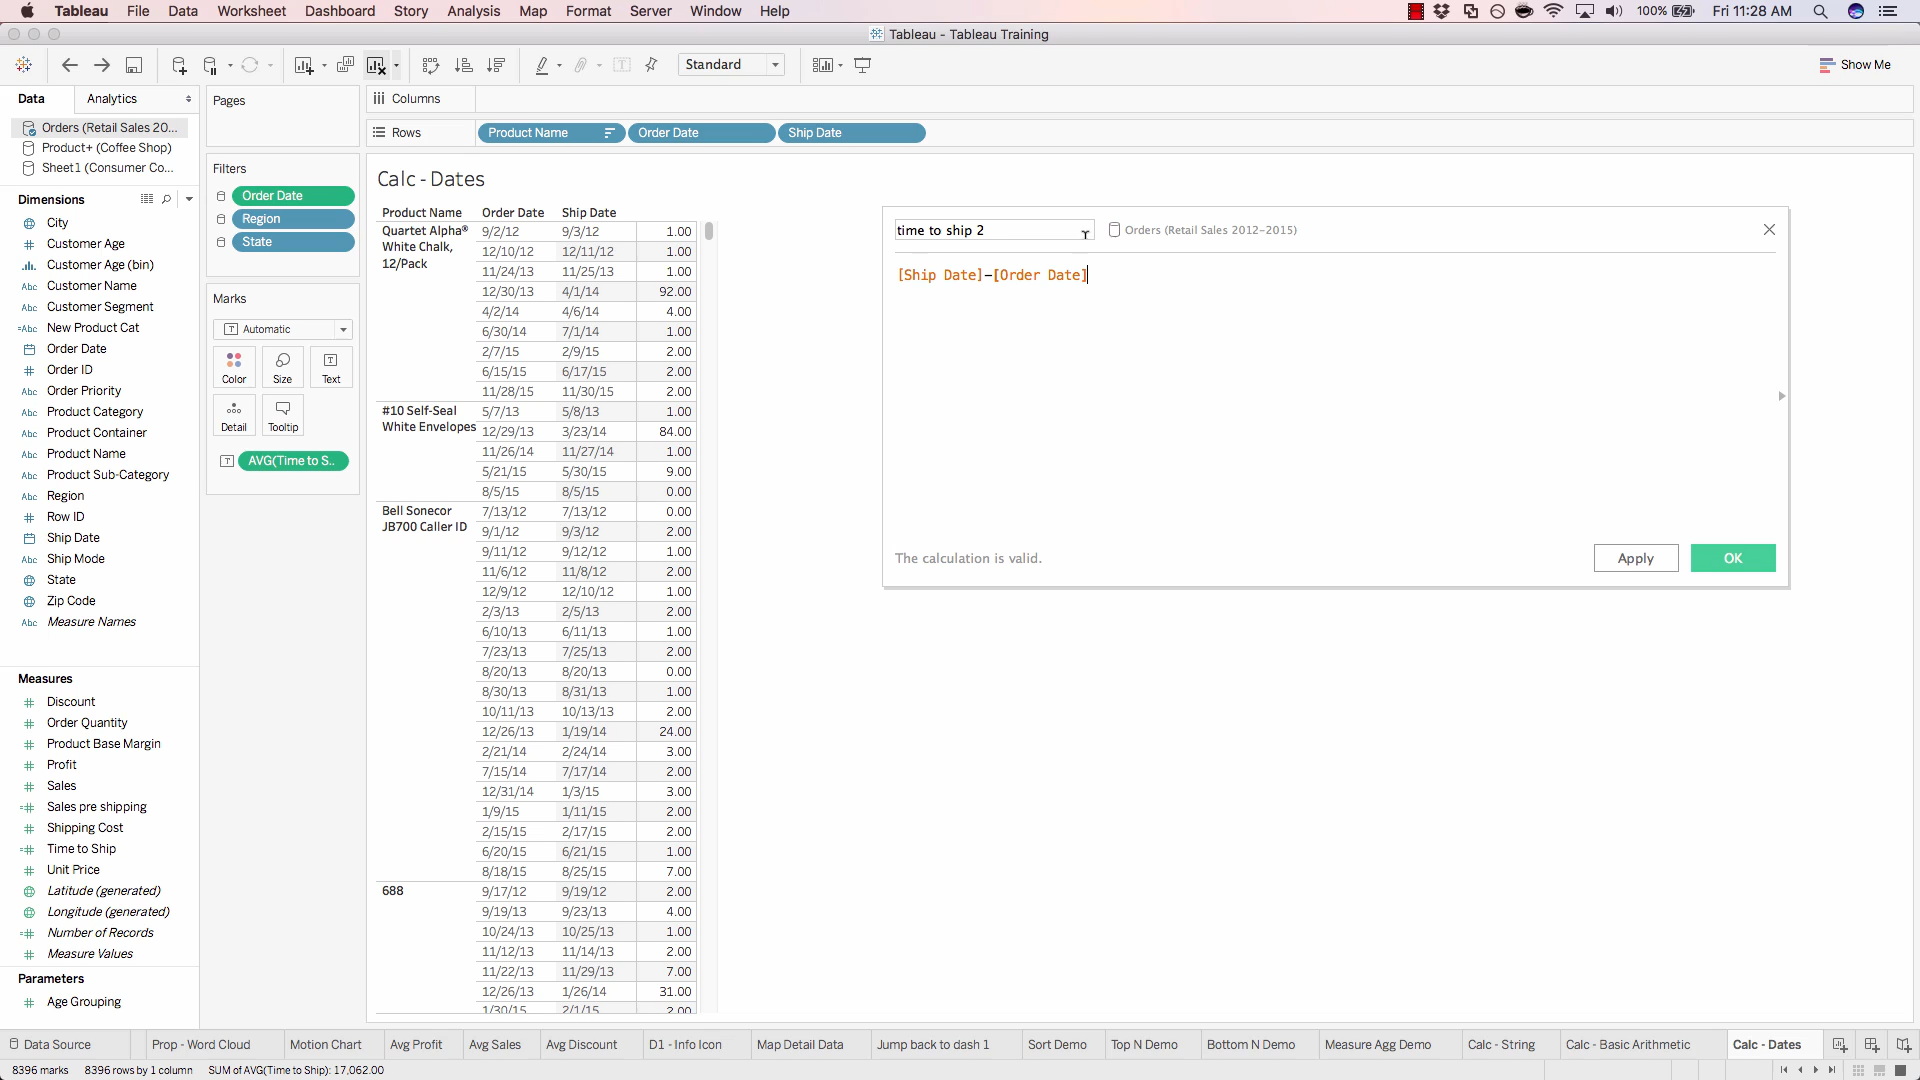 Tableau File Data Worksheet Dashboard Story Analysis Map Format Server Window Help 100% Fri 11:28 AM
Tableau - Tableau Training
Standard Show Me
Data Analytics
Orders (Retail Sales 20...
Product+ (Coffee Shop)
Sheet1 (Consumer Co...
Dimensions
City
Customer Age
Customer Age (bin)
Abc Customer Name
Abc Customer Segment
=Abc New Product Cat
Order Date
Order ID
Abc Order Priority
Abc Product Category
Abc Product Container
Abc Product Name
Abc Product Sub-Category
Abc Region
Row ID
Ship Date
Abc Ship Mode
State
Zip Code
Abc Measure Names
Measures
Discount
Order Quantity
Product Base Margin
Profit
Sales
Sales pre shipping
Shipping Cost
Time to Ship
Unit Price
Latitude (generated)
Longitude (generated)
Number of Records
Measure Values
Parameters
Age Grouping
Pages
Filters
Order Date
Region
State
Marks
Automatic
Color Size Text
Detail Tooltip
AVG(Time to S..
Columns
Rows Product Name Order Date Ship Date
Calc - Dates
Product Name Order Date Ship Date
Quartet Alpha® 9/2/12 9/3/12 1.00
White Chalk, 12/10/12 12/11/12 1.00
12/Pack 11/24/13 11/25/13 1.00
12/30/13 4/1/14 92.00
4/2/14 4/6/14 4.00
6/30/14 7/1/14 1.00
2/7/15 2/9/15 2.00
6/15/15 6/17/15 2.00
11/28/15 11/30/15 2.00
#10 Self-Seal 5/7/13 5/8/13 1.00
White Envelopes 12/29/13 3/23/14 84.00
11/26/14 11/27/14 1.00
5/21/15 5/30/15 9.00
8/5/15 8/5/15 0.00
Bell Sonecor 7/13/12 7/13/12 0.00
JB700 Caller ID 9/1/12 9/3/12 2.00
9/11/12 9/12/12 1.00
11/6/12 11/8/12 2.00
12/9/12 12/10/12 1.00
2/3/13 2/5/13 2.00
6/10/13 6/11/13 1.00
7/23/13 7/25/13 2.00
8/20/13 8/20/13 0.00
8/30/13 8/31/13 1.00
10/11/13 10/13/13 2.00
12/26/13 1/19/14 24.00
2/21/14 2/24/14 3.00
7/15/14 7/17/14 2.00
12/31/14 1/3/15 3.00
1/9/15 1/11/15 2.00
2/15/15 2/17/15 2.00
6/20/15 6/21/15 1.00
8/18/15 8/25/15 7.00
688 9/17/12 9/19/12 2.00
9/19/13 9/23/13 4.00
10/24/13 10/25/13 1.00
11/12/13 11/14/13 2.00
11/22/13 11/29/13 7.00
12/26/13 1/26/14 31.00
1/30/15 2/1/15 2.00
time to ship 2 Orders (Retail Sales 2012-2015)
[Ship Date]-[Order Date]
The calculation is valid.
Apply OK
Data Source Prop - Word Cloud Motion Chart Avg Profit Avg Sales Avg Discount D1 - Info Icon Map Detail Data Jump back to dash 1 Sort Demo Top N Demo Bottom N Demo Measure Agg Demo Calc - String Calc - Basic Arithmetic Calc - Dates
8396 marks 8396 rows by 1 column SUM of AVG(Time to Ship): 17,062.00